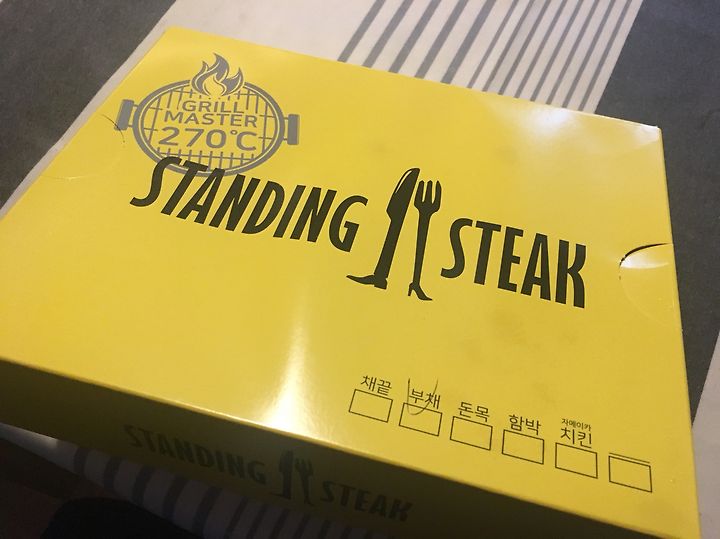 GRILL
MASTER
270℃
STANDING STEAK
채끝 부채 돈목 함박 자메이카 치킨
STANDING STEAK